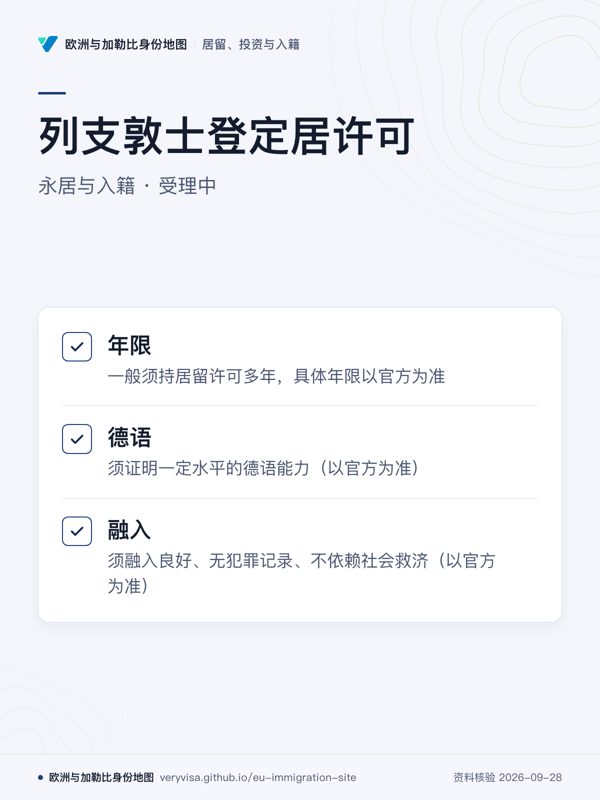 欧洲与加勒比身份地图 居留、投资与入籍
列支敦士登定居许可
永居与入籍 · 受理中
年限
一般须持居留许可多年，具体年限以官方为准
德语
须证明一定水平的德语能力（以官方为准）
融入
须融入良好、无犯罪记录、不依赖社会救济（以官方
为准）
欧洲与加勒比身份地图 veryvisa.github.io/eu-immigration-site 资料核验 2026-09-28